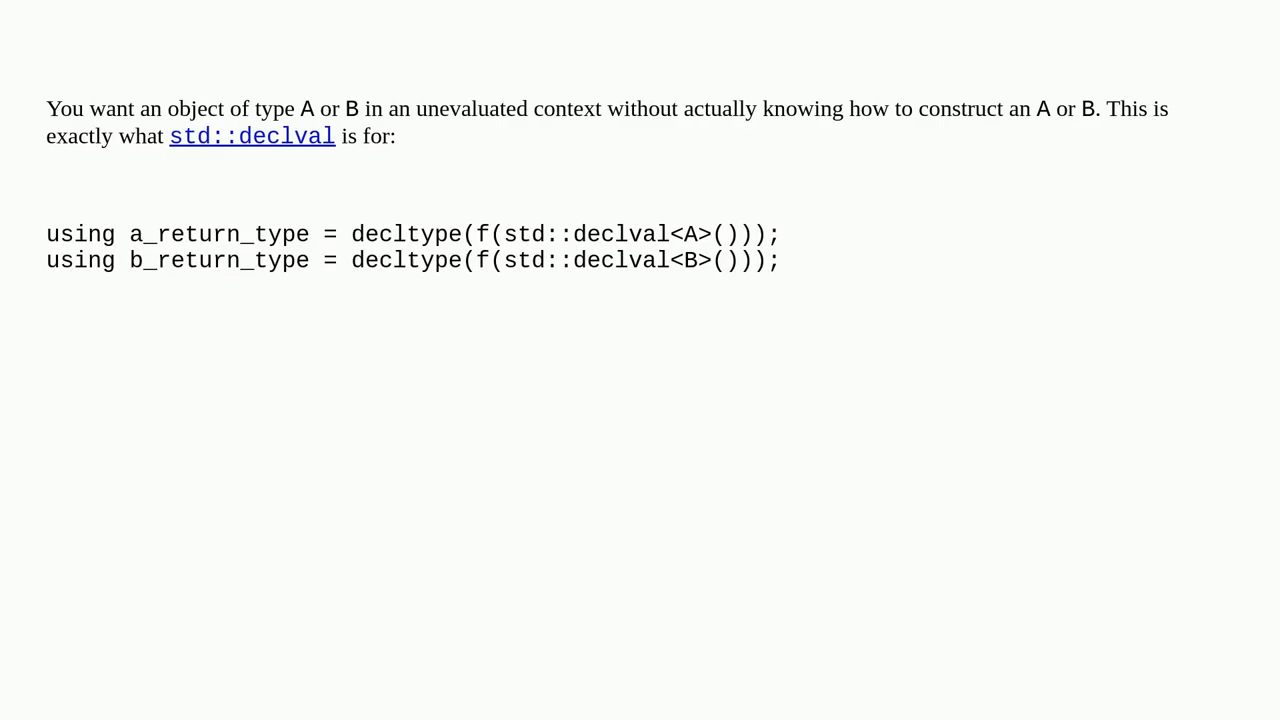 You want an object of type A or B in an unevaluated context without actually knowing how to construct an A or B. This is
exactly what std::declval is for:
using a_return_type = decltype(f(std::declval<A>()));
using b_return_type = decltype(f(std::declval<B>()));